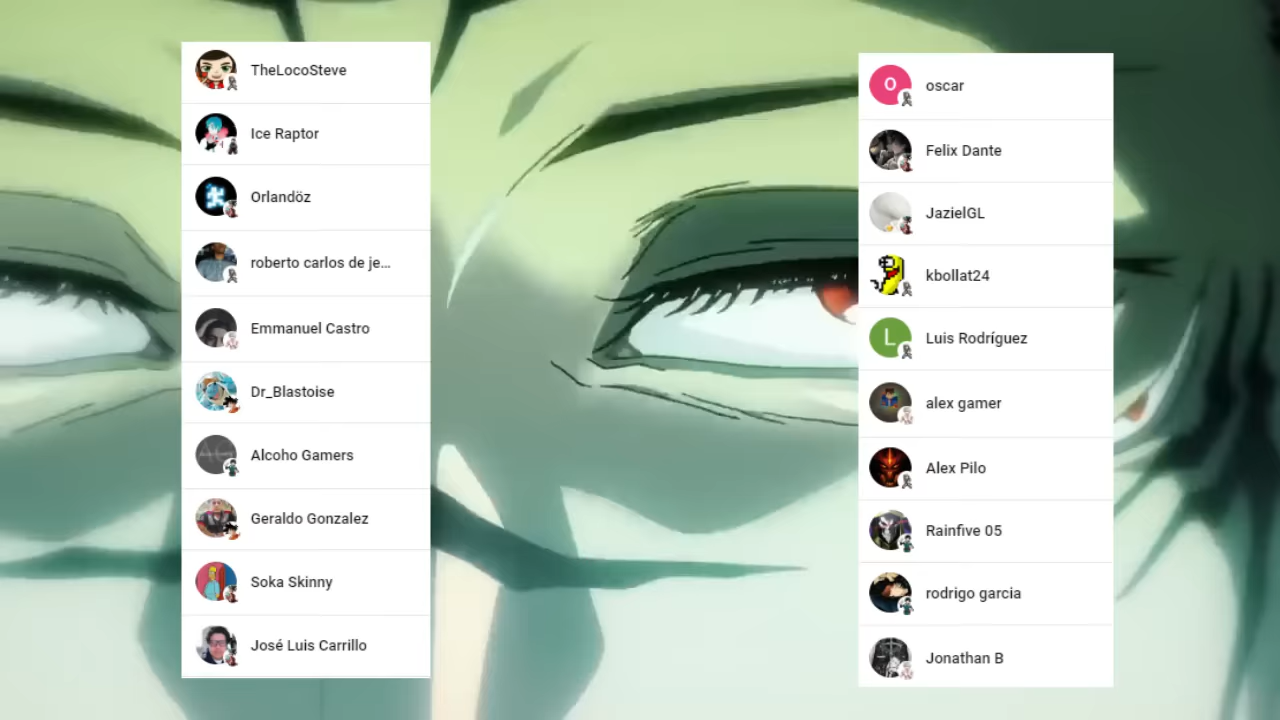 TheLocoSteve
Ice Raptor
Orlandöz
roberto carlos de je...
Emmanuel Castro
Dr_Blastoise
Alcoho Gamers
Geraldo Gonzalez
Soka Skinny
José Luis Carrillo
O
oscar
Felix Dante
JazielGL
kbollat24
L
Luis Rodríguez
alex gamer
Alex Pilo
Rainfive 05
rodrigo garcia
Jonathan B